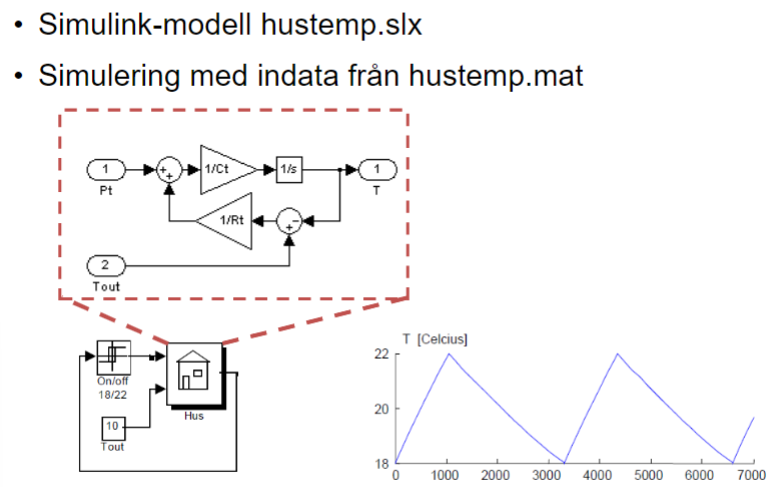 • Simulink-modell hustemp.slx
• Simulering med indata från hustemp.mat
1
Pt
+
+
1/Ct
1/s
1
T
1/Rt
+
-
2
Tout
On/off
18/22
Hus
10
Tout
T [Celcius]
22
20
18
0 1000 2000 3000 4000 5000 6000 7000